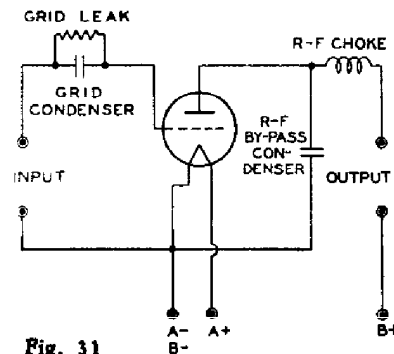 GRID LEAK
GRID
CONDENSER
R-F CHOKE
R-F
BY-PASS
CON-
DENSER
INPUT
OUTPUT
A-
B-
A+
B+
Fig. 31